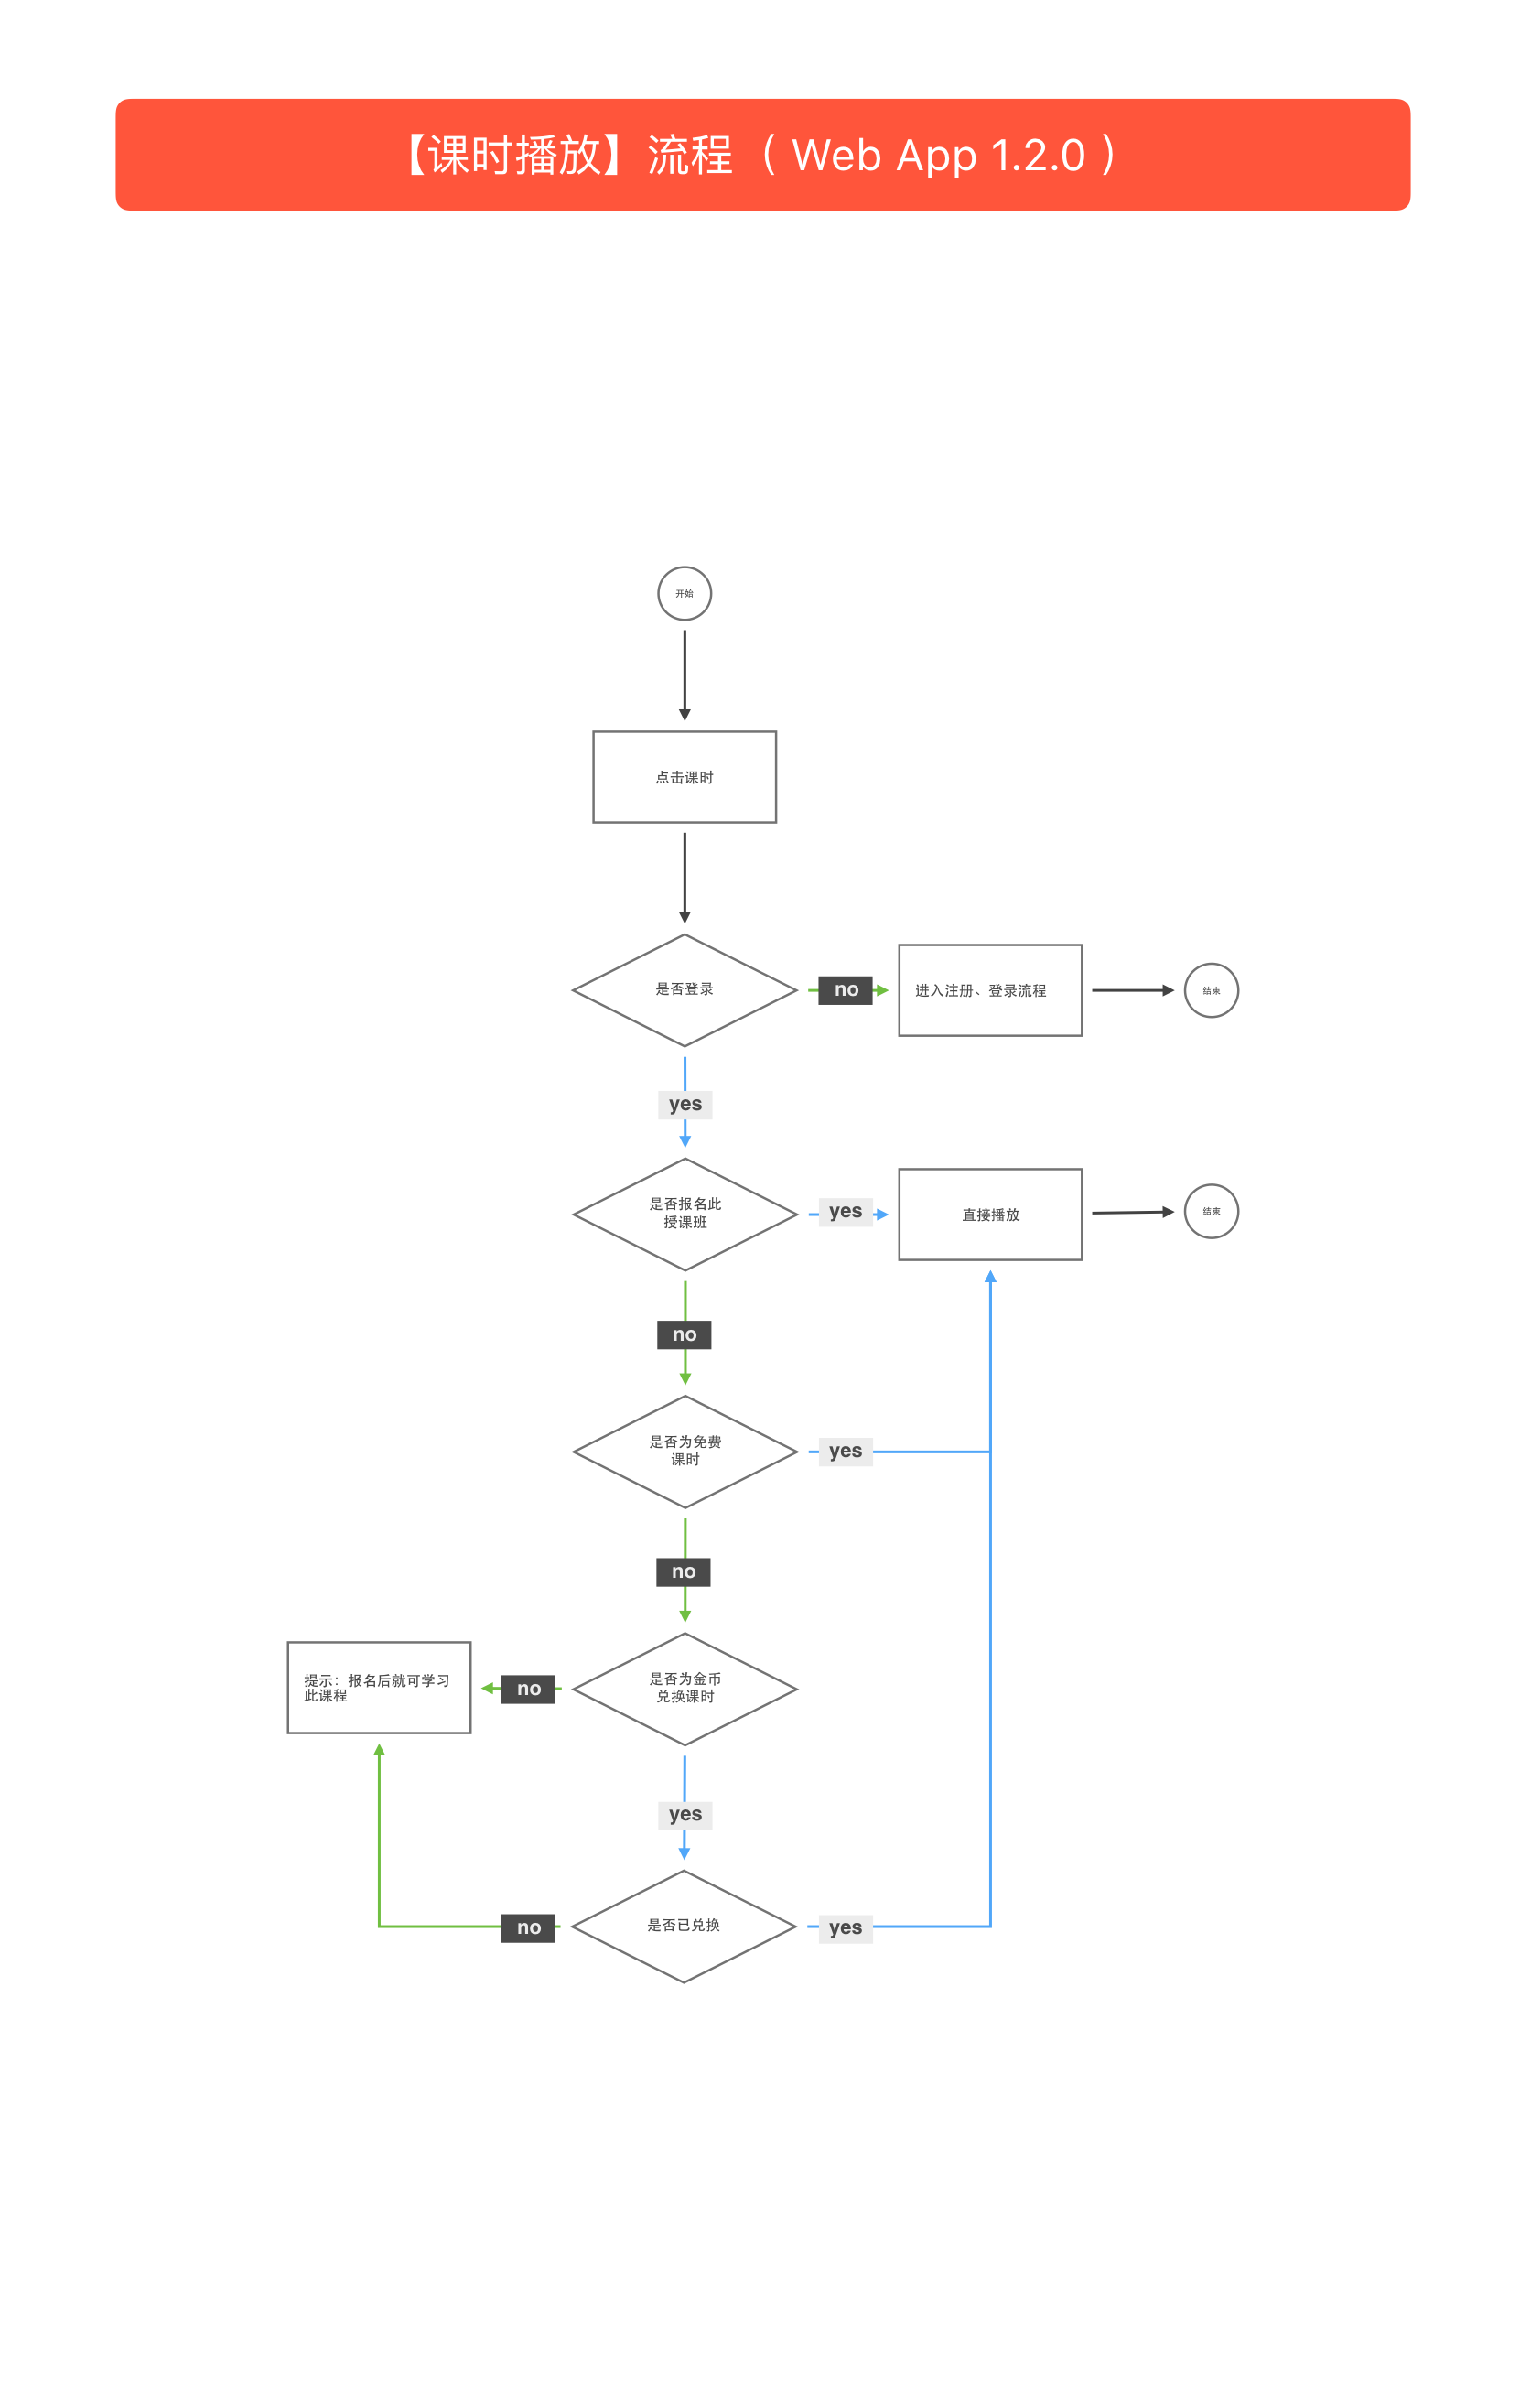 【课时播放】流程（ Web App 1.2.0 ）
开始
点击课时
是否登录
no
进入注册、登录流程
结束
yes
是否报名此
授课班
yes
直接播放
结束
no
是否为免费
课时
yes
no
提示：报名后就可学习
此课程
no
是否为金币
兑换课时
yes
no
是否已兑换
yes